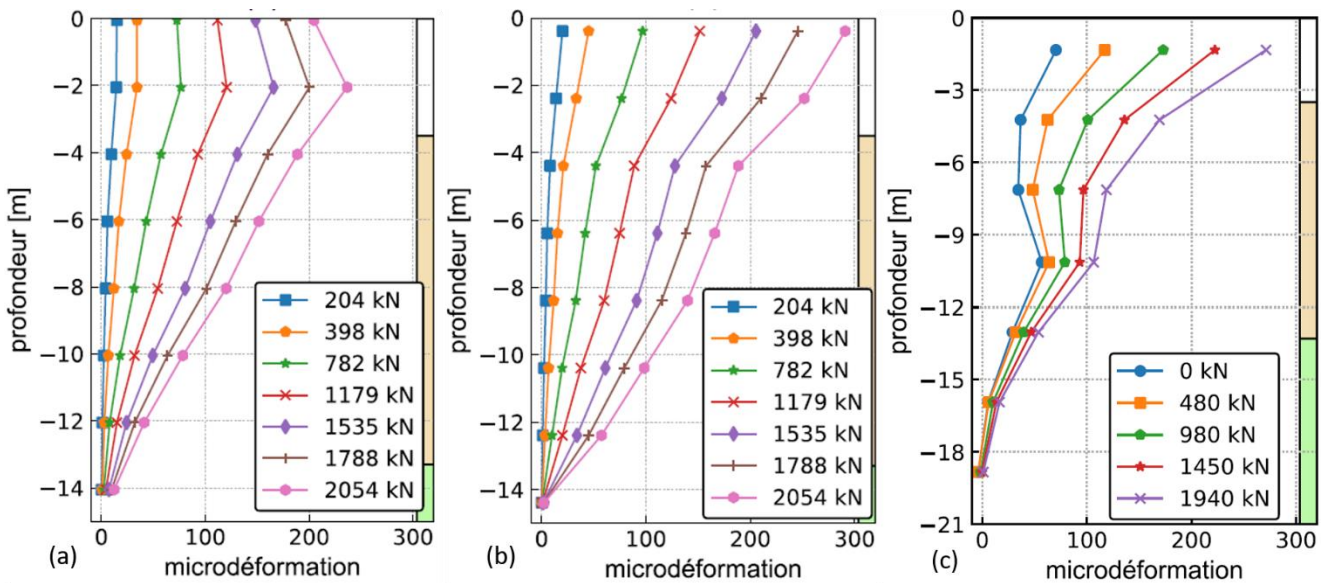 0
−2
−4
−6
−8
−10
−12
−14
profondeur [m]
204 kN
398 kN
782 kN
1179 kN
1535 kN
1788 kN
2054 kN
0 100 200 300
(a) microdéformation
0
−2
−4
−6
−8
−10
−12
−14
profondeur [m]
204 kN
398 kN
782 kN
1179 kN
1535 kN
1788 kN
2054 kN
0 100 200 300
(b) microdéformation
0
−3
−6
−9
−12
−15
−18
−21
profondeur [m]
0 kN
480 kN
980 kN
1450 kN
1940 kN
0 100 200 300
(c) microdéformation